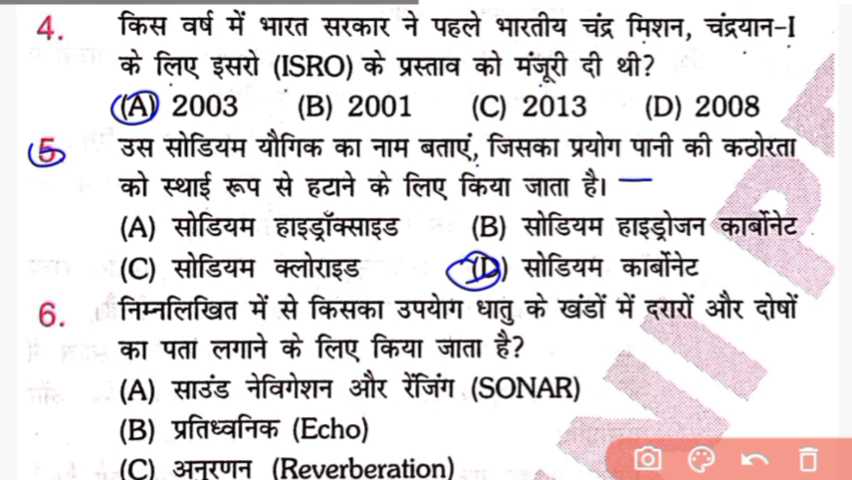 4. किस वर्ष में भारत सरकार ने पहले भारतीय चंद्र मिशन, चंद्रयान-I
के लिए इसरो (ISRO) के प्रस्ताव को मंजूरी दी थी?
(A) 2003 (B) 2001 (C) 2013 (D) 2008
5. उस सोडियम यौगिक का नाम बताएं, जिसका प्रयोग पानी की कठोरता
को स्थाई रूप से हटाने के लिए किया जाता है।
(A) सोडियम हाइड्रॉक्साइड (B) सोडियम हाइड्रोजन कार्बोनेट
(C) सोडियम क्लोराइड (D) सोडियम कार्बोनेट
6. निम्नलिखित में से किसका उपयोग धातु के खंडों में दरारों और दोषों
का पता लगाने के लिए किया जाता है?
(A) साउंड नेविगेशन और रेंजिंग (SONAR)
(B) प्रतिध्वनिक (Echo)
(C) अनुरणन (Reverberation)